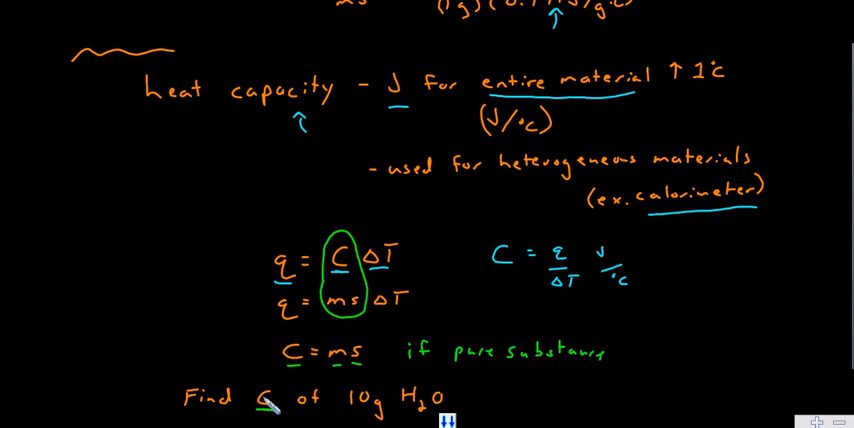 heat capacity - J for entire material ↑ 1°C
(J/°C)
- used for heterogeneous materials
(ex. calorimeter)
q = C ΔT
C = q/ΔT J/°C
q = ms ΔT
C = ms if pure substance
Find C of 10g H₂O